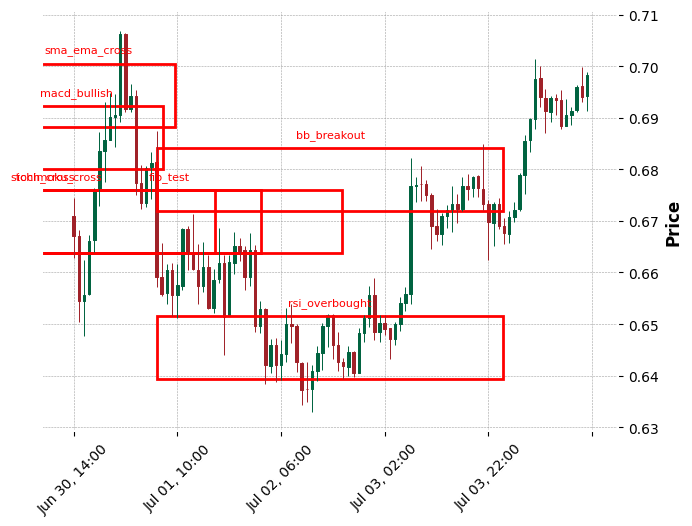 0.71
sma_ema_cross
0.70
macd_bullish
0.69
bb_breakout
0.68
fib_test
0.67
Price
0.66
rsi_overbought
0.65
0.64
0.63
Jun 30, 14:00
Jul 01, 10:00
Jul 02, 06:00
Jul 03, 02:00
Jul 03, 22:00